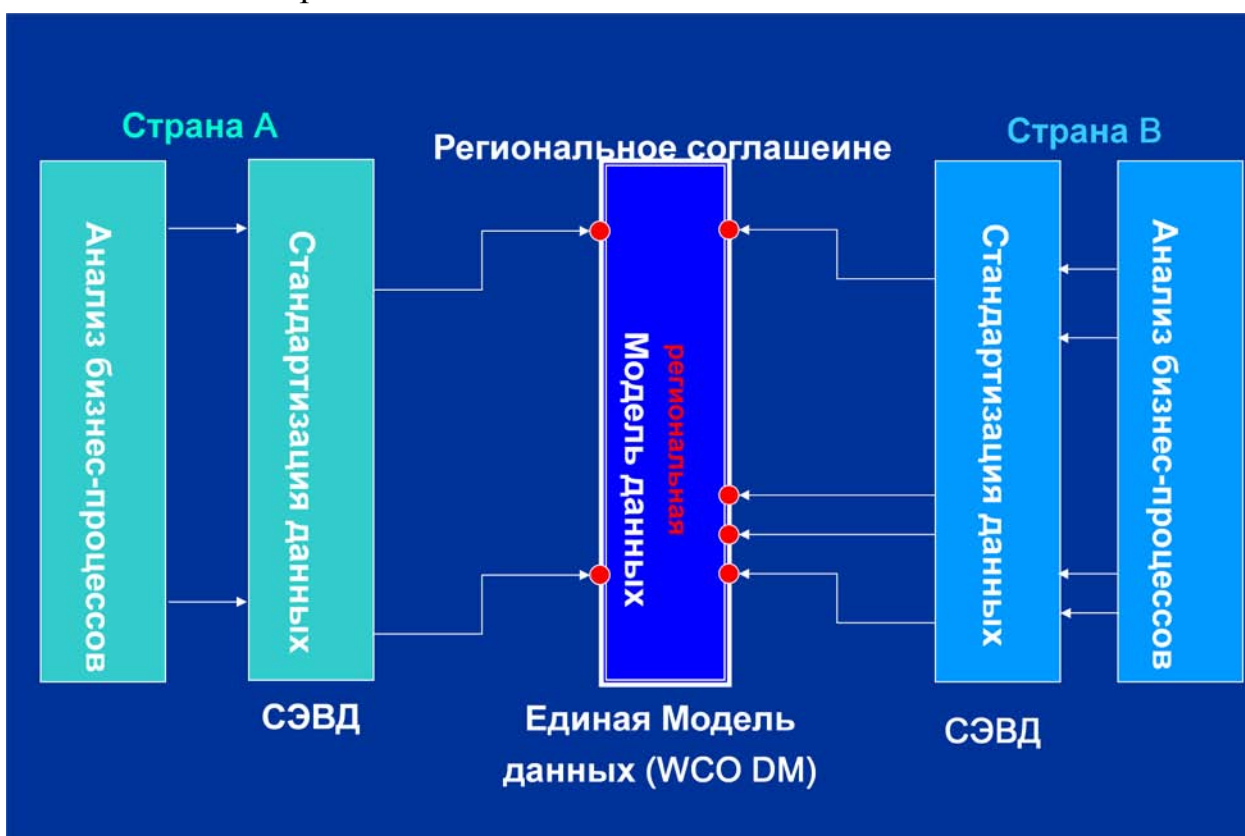 Страна А
Региональное соглашеине
Страна В
Анализ бизнес-процессов
Стандартизация данных
региональная
Модель данных
Стандартизация данных
Анализ бизнес-процессов
СЭВД
Единая Модель
данных (WCO DM)
СЭВД